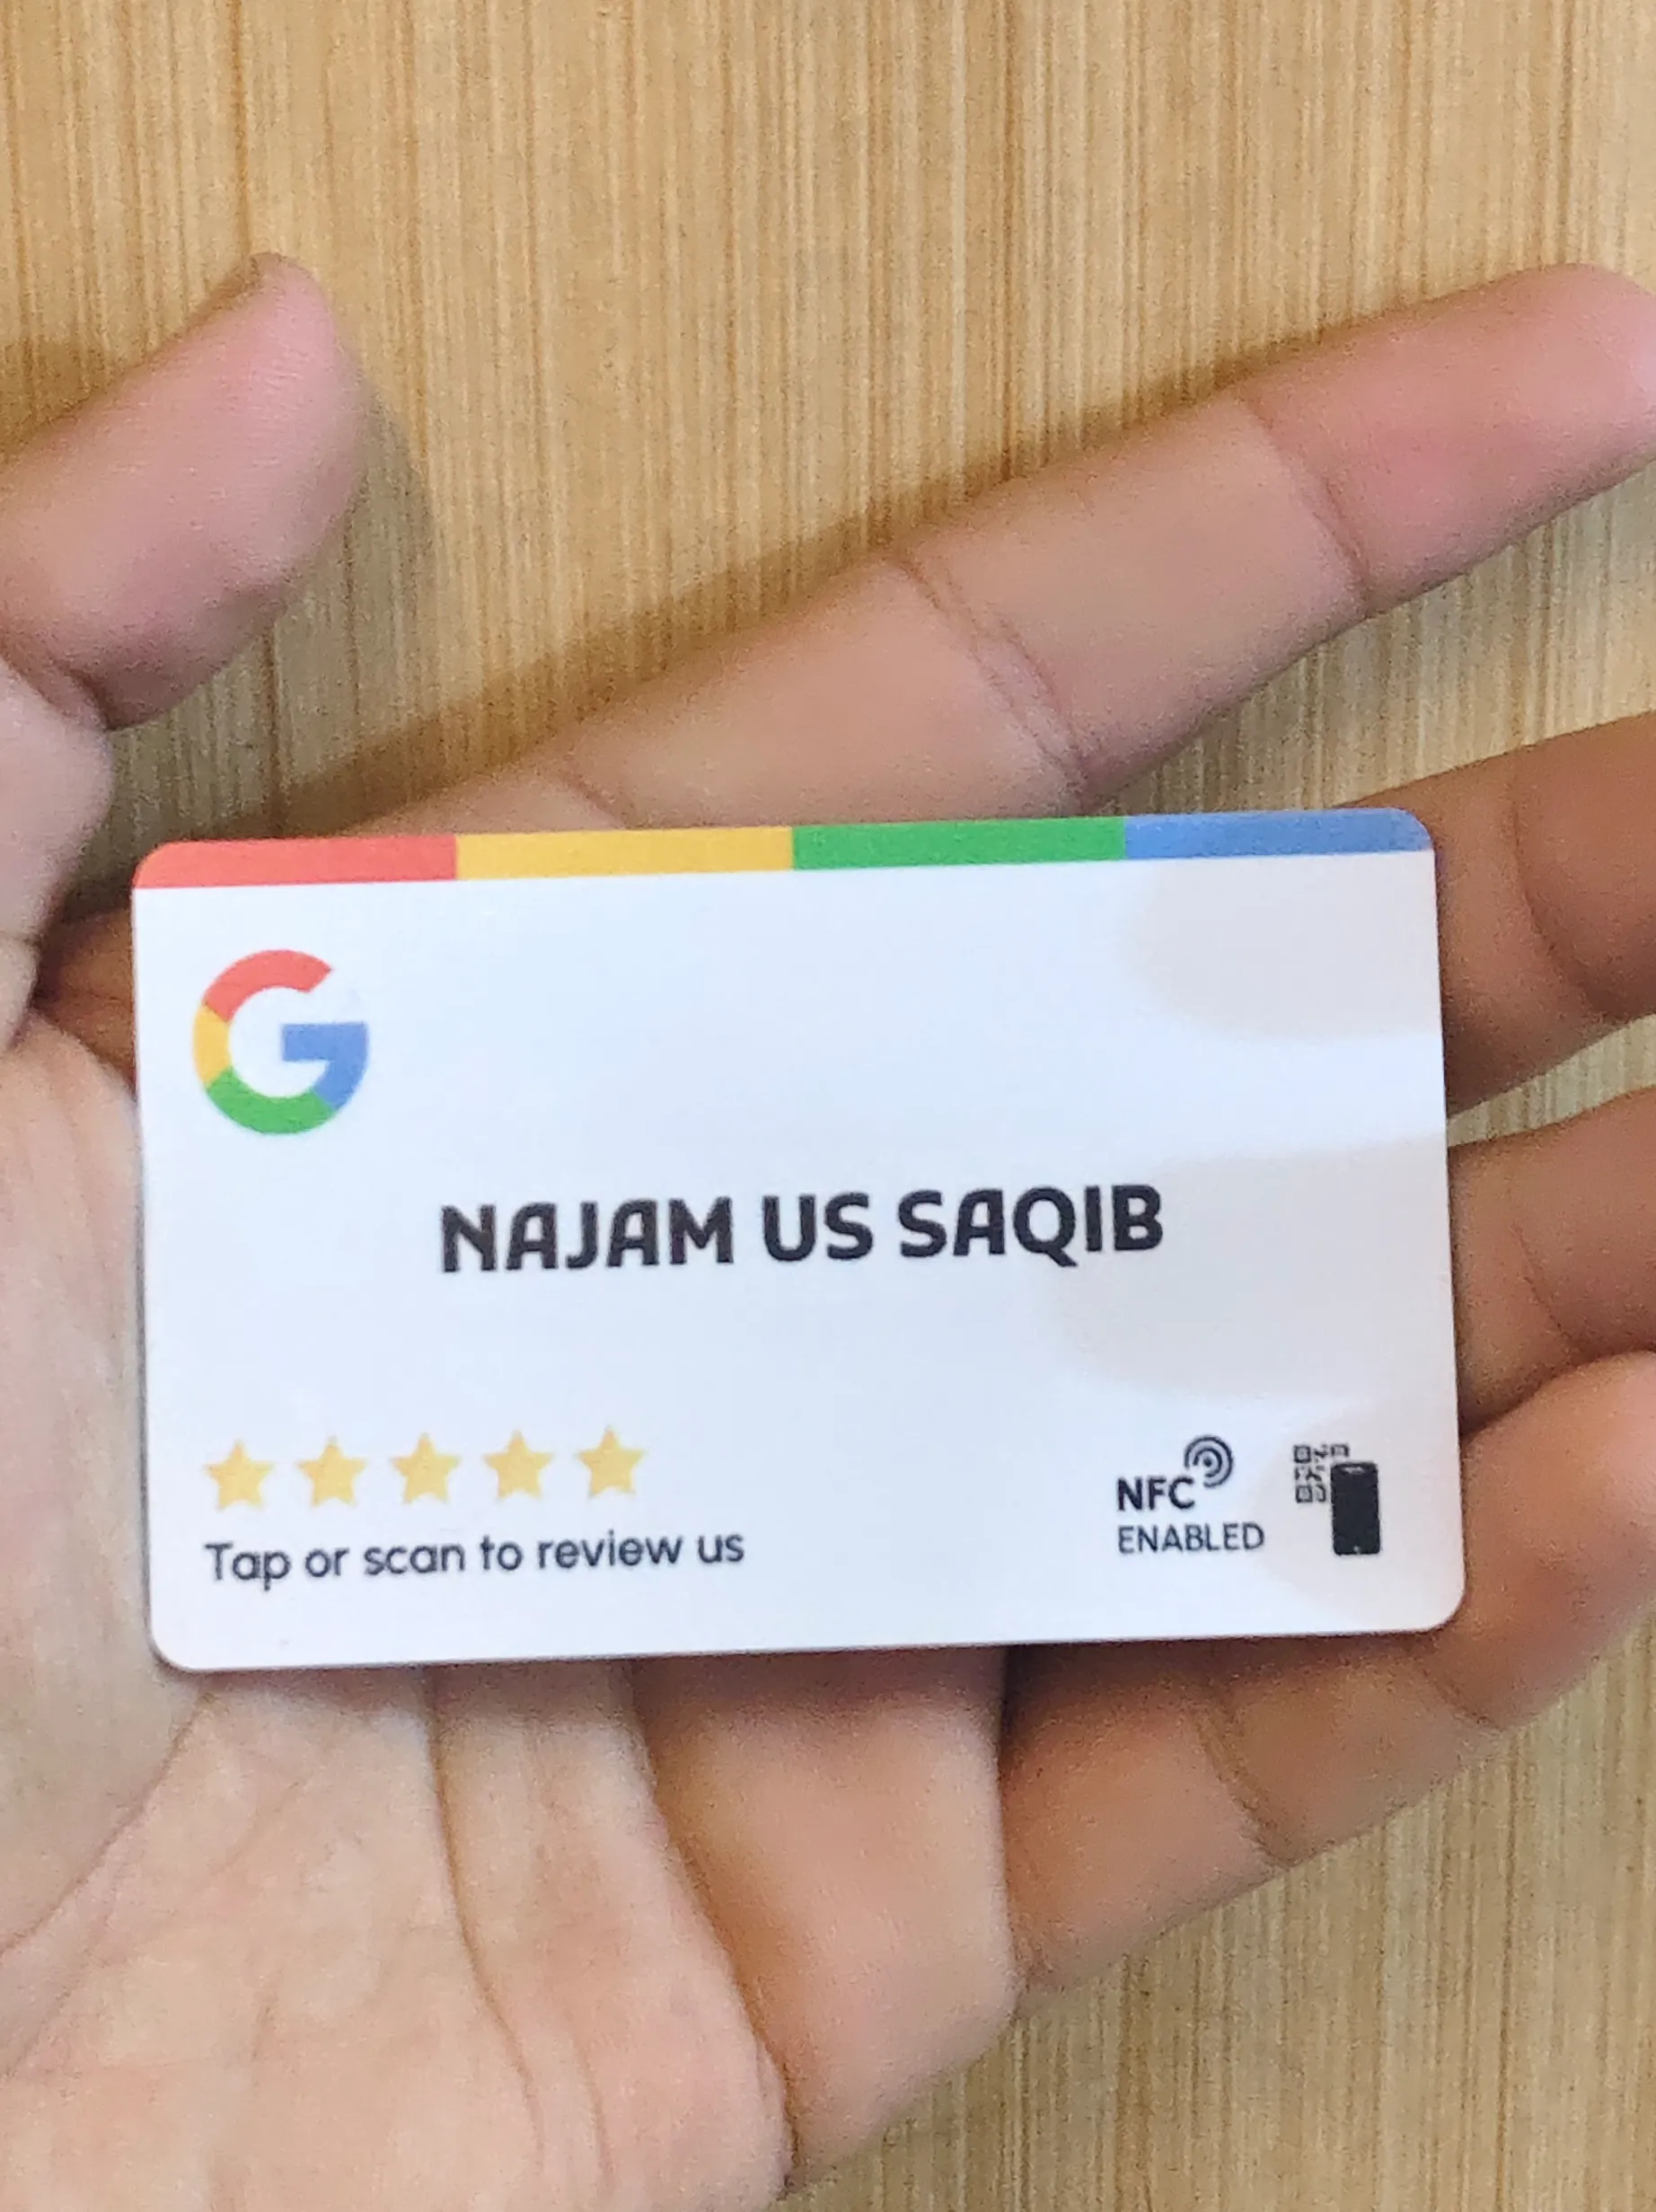 G
NAJAM US SAQIB
Tap or scan to review us
NFC
ENABLED